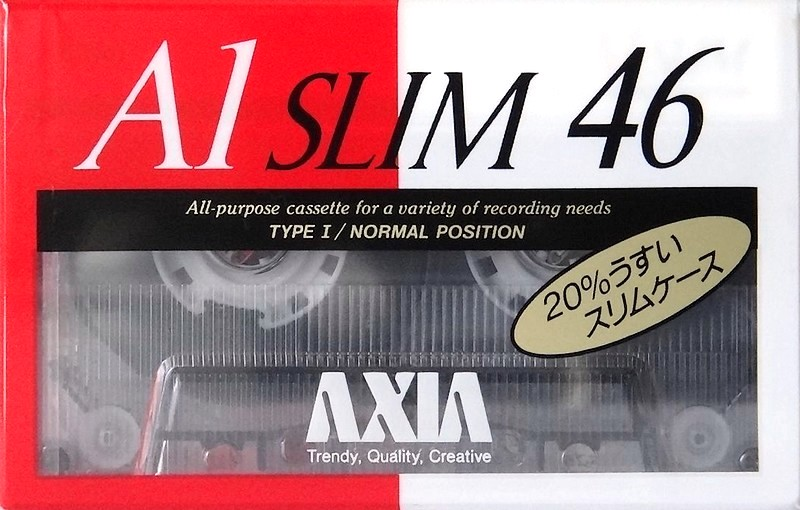 A1 SLIM 46
All-purpose cassette for a variety of recording needs
TYPE I / NORMAL POSITION
20%うすい
スリムケース
AXIA
Trendy, Quality, Creative